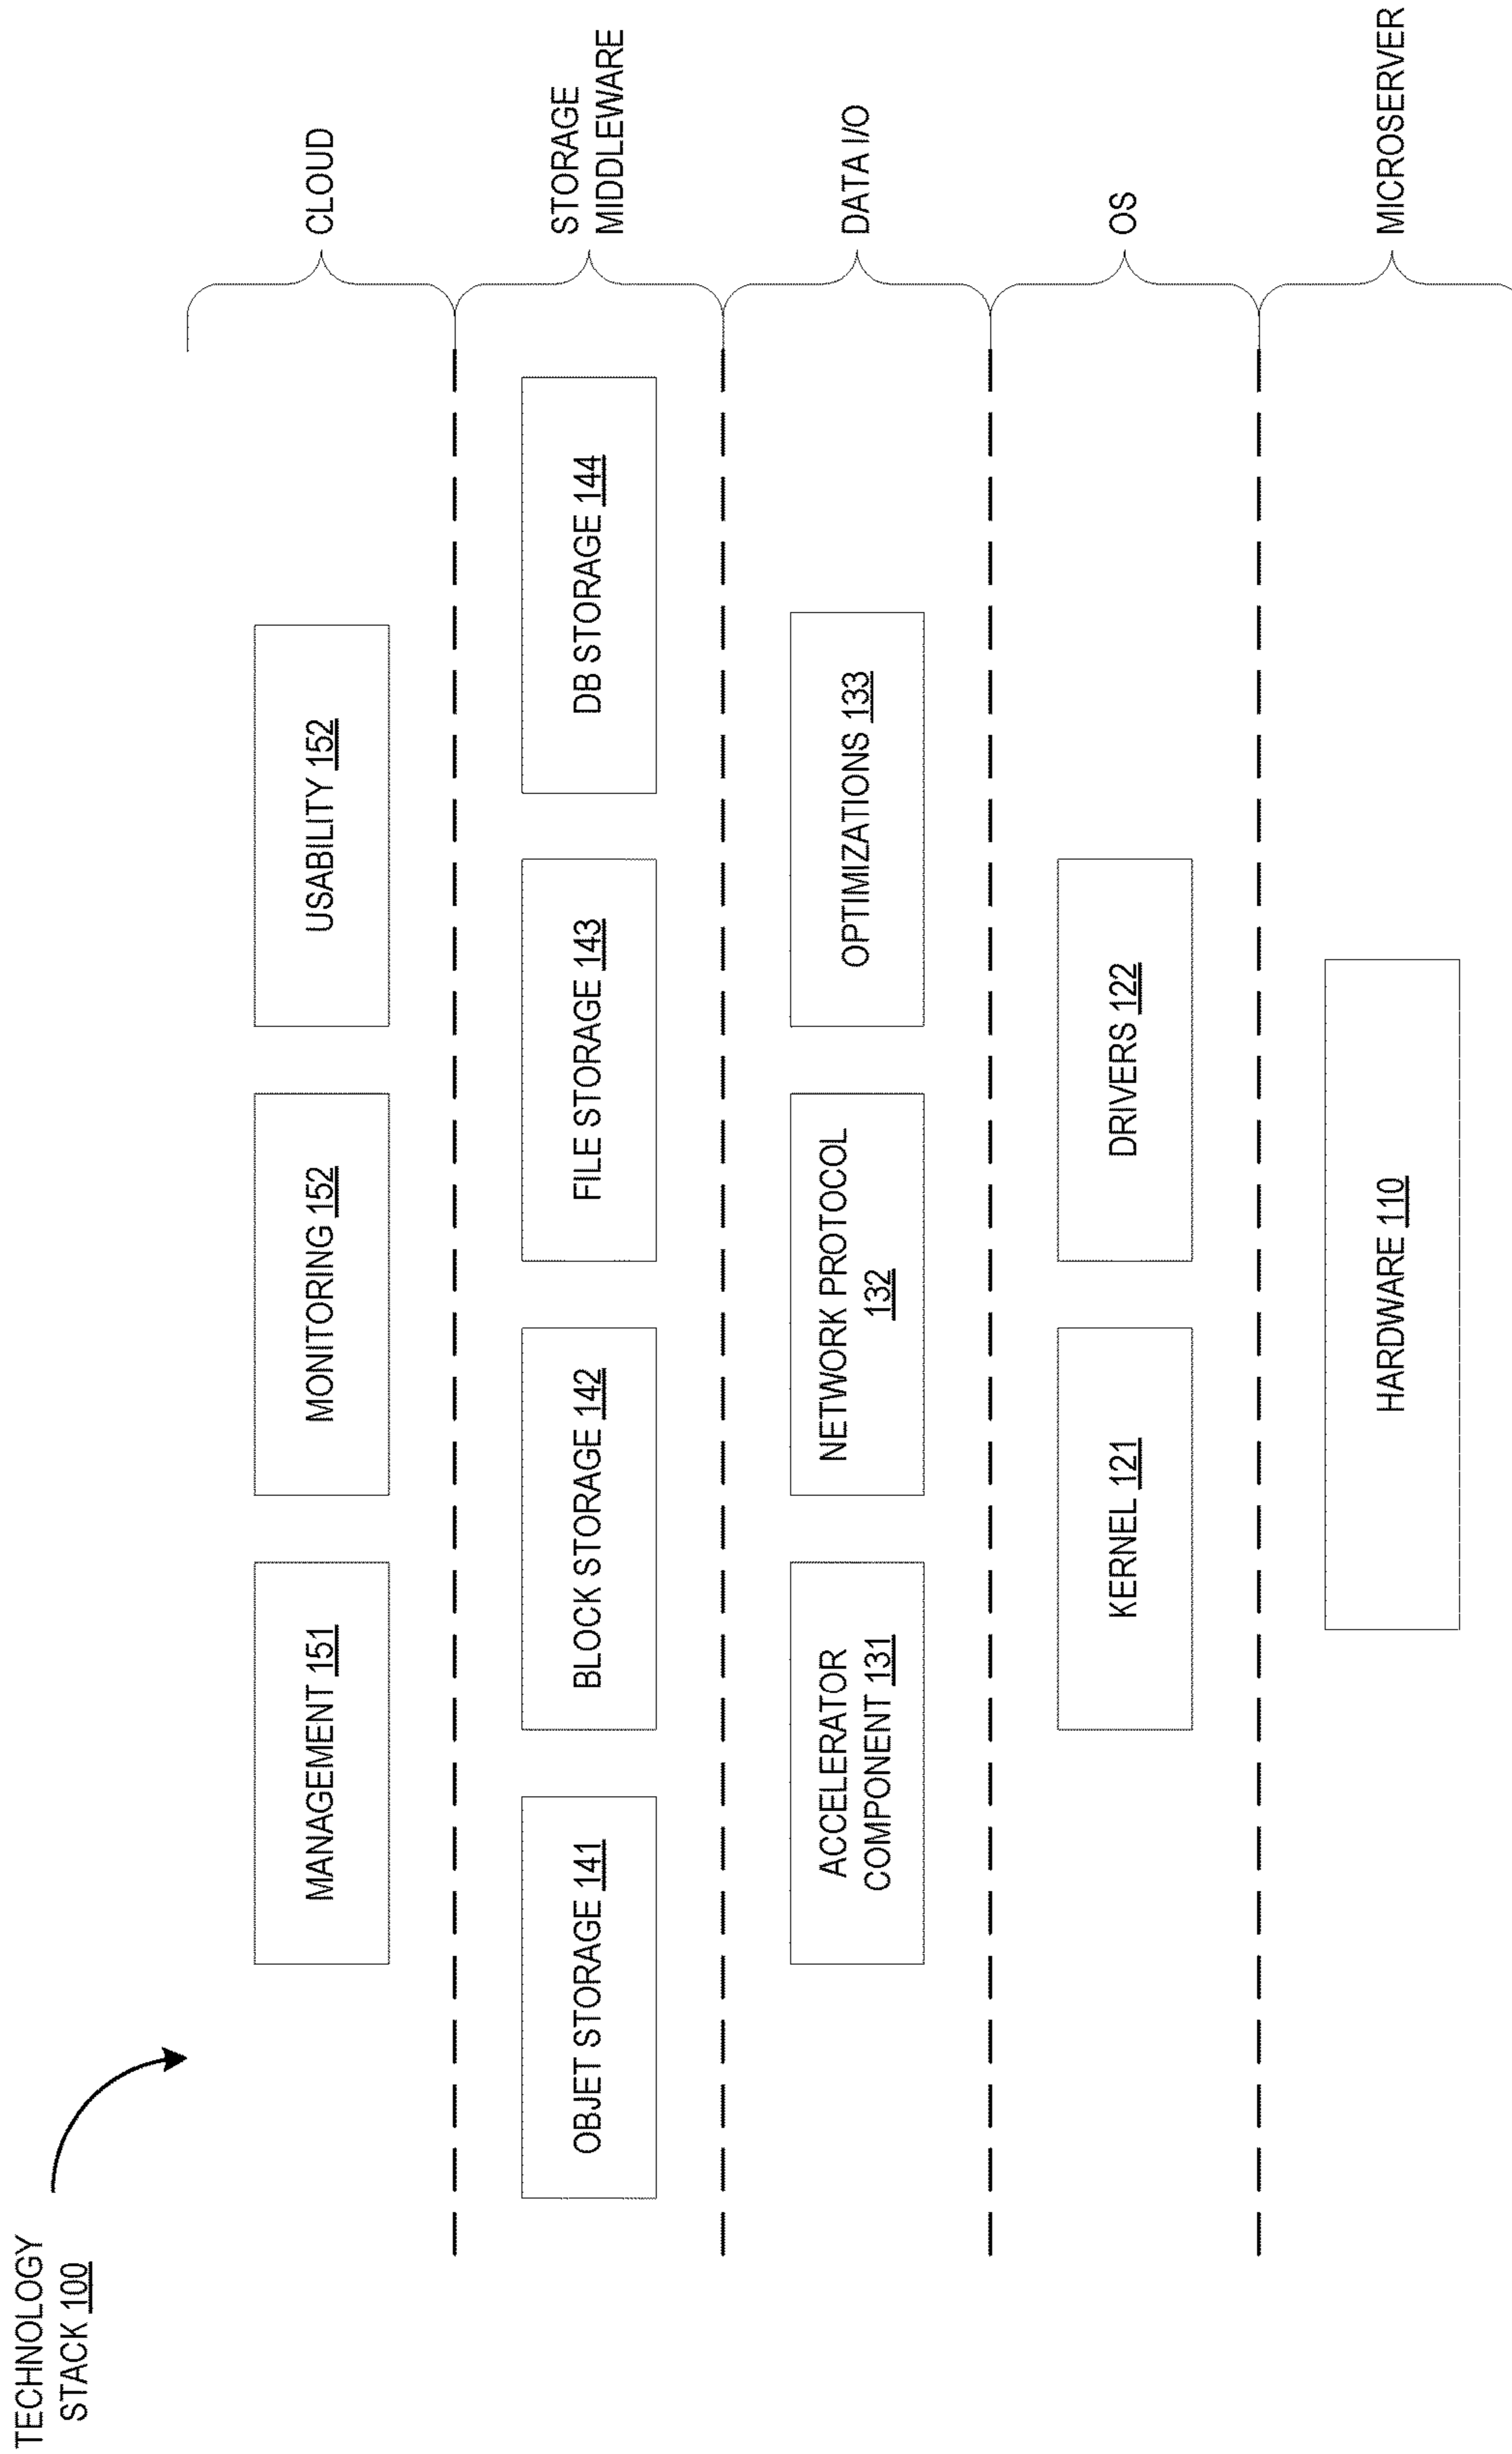 TECHNOLOGY
STACK 100
MANAGEMENT 151
MONITORING 152
USABILITY 152
CLOUD
OBJET STORAGE 141
BLOCK STORAGE 142
FILE STORAGE 143
DB STORAGE 144
STORAGE
MIDDLEWARE
ACCELERATOR
COMPONENT 131
NETWORK PROTOCOL
132
OPTIMIZATIONS 133
DATA I/O
KERNEL 121
DRIVERS 122
OS
HARDWARE 110
MICROSERVER